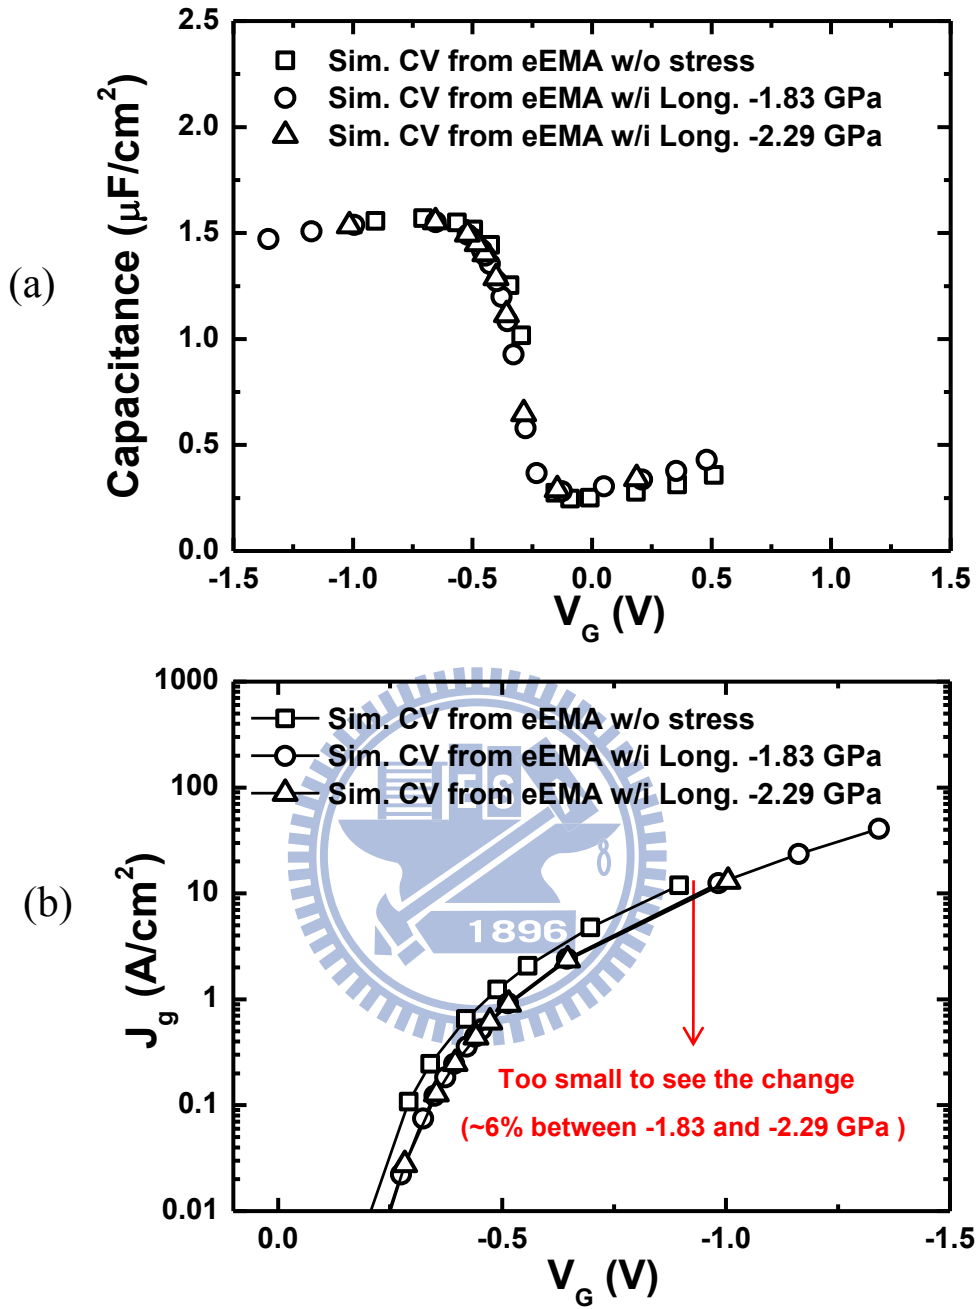 2.5
2.0
1.5
1.0
0.5
0.0
Capacitance (μF/cm²)
(a)
Sim. CV from eEMA w/o stress
Sim. CV from eEMA w/i Long. -1.83 GPa
Sim. CV from eEMA w/i Long. -2.29 GPa
-1.5 -1.0 -0.5 0.0 0.5 1.0 1.5
V_G (V)
1000
100
10
1
0.1
0.01
J_g (A/cm²)
(b)
Sim. CV from eEMA w/o stress
Sim. CV from eEMA w/i Long. -1.83 GPa
Sim. CV from eEMA w/i Long. -2.29 GPa
ES
1896
Too small to see the change
(~6% between -1.83 and -2.29 GPa )
0.0 -0.5 -1.0 -1.5
V_G (V)